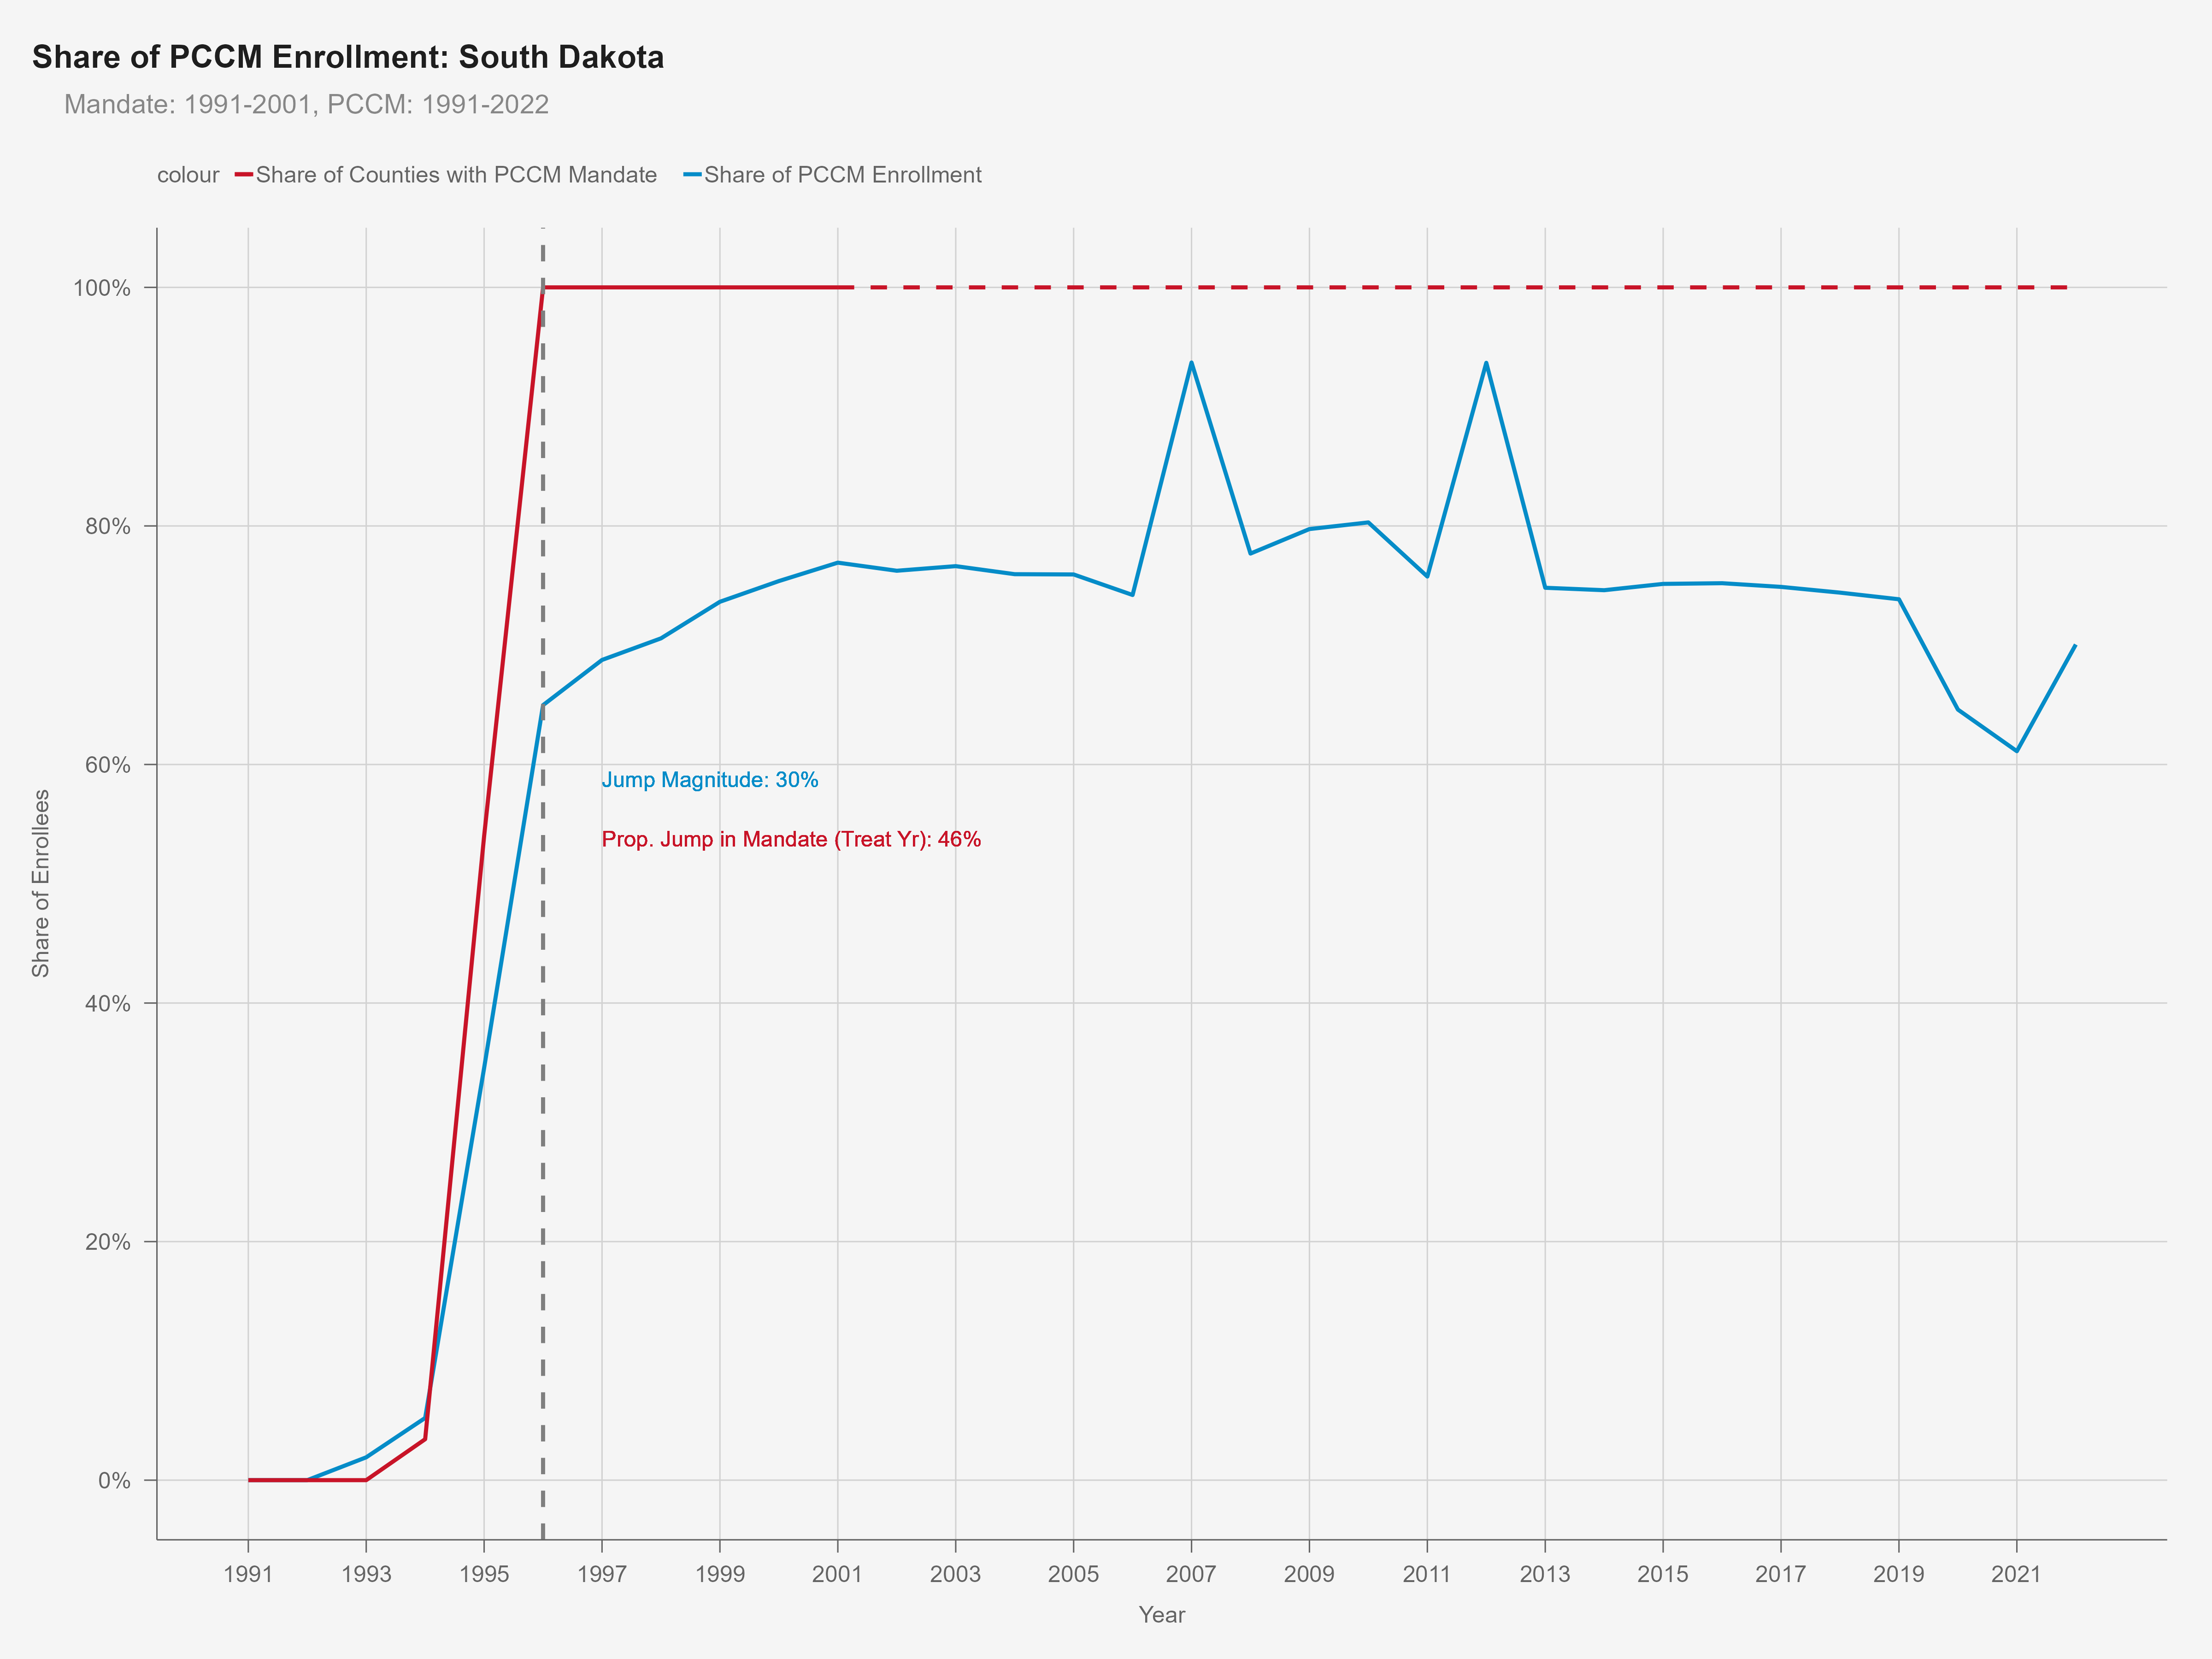 Share of PCCM Enrollment: South Dakota
Mandate: 1991-2001, PCCM: 1991-2022
colour Share of Counties with PCCM Mandate Share of PCCM Enrollment
100%
80%
60%
40%
20%
0%
Share of Enrollees
Jump Magnitude: 30%
Prop. Jump in Mandate (Treat Yr): 46%
1991 1993 1995 1997 1999 2001 2003 2005 2007 2009 2011 2013 2015 2017 2019 2021
Year